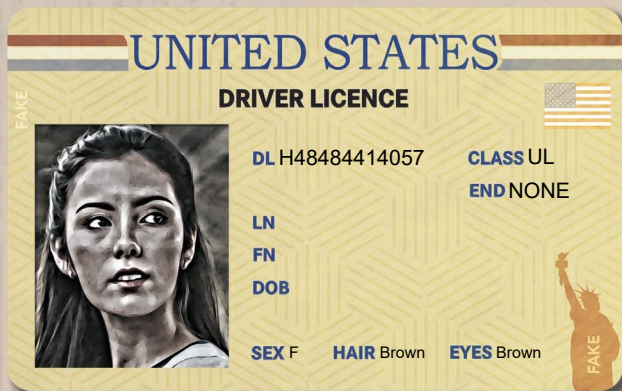 UNITED STATES
DRIVER LICENCE
FAKE
DL H48484414057 CLASS UL
END NONE
LN
FN
DOB
SEX F HAIR Brown EYES Brown
FAKE